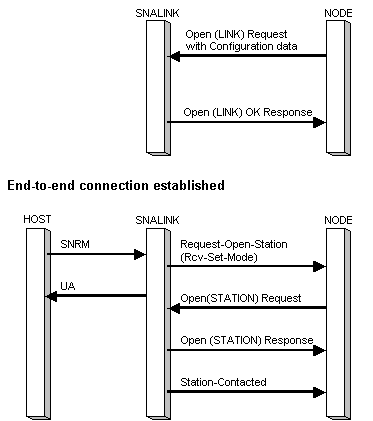 SNALINK NODE
Open (LINK) Request
with Configuration data
Open (LINK) OK Response
End-to-end connection established
HOST SNALINK NODE
SNRM
Request-Open-Station
(Rcv-Set-Mode)
UA
Open(STATION) Request
Open (STATION) Response
Station-Contacted